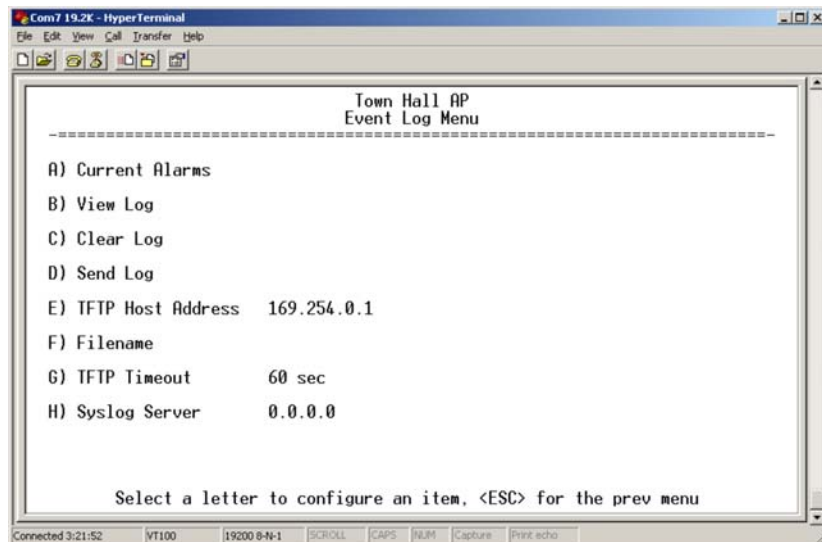 Com7 19.2K - HyperTerminal
File Edit View Call Transfer Help
Town Hall AP
Event Log Menu
-==========================================================================-
A) Current Alarms
B) View Log
C) Clear Log
D) Send Log
E) TFTP Host Address 169.254.0.1
F) Filename
G) TFTP Timeout 60 sec
H) Syslog Server 0.0.0.0
Select a letter to configure an item, <ESC> for the prev menu
Connected 3:21:52 VT100 19200 8-N-1 SCROLL CAPS NUM Capture Print echo